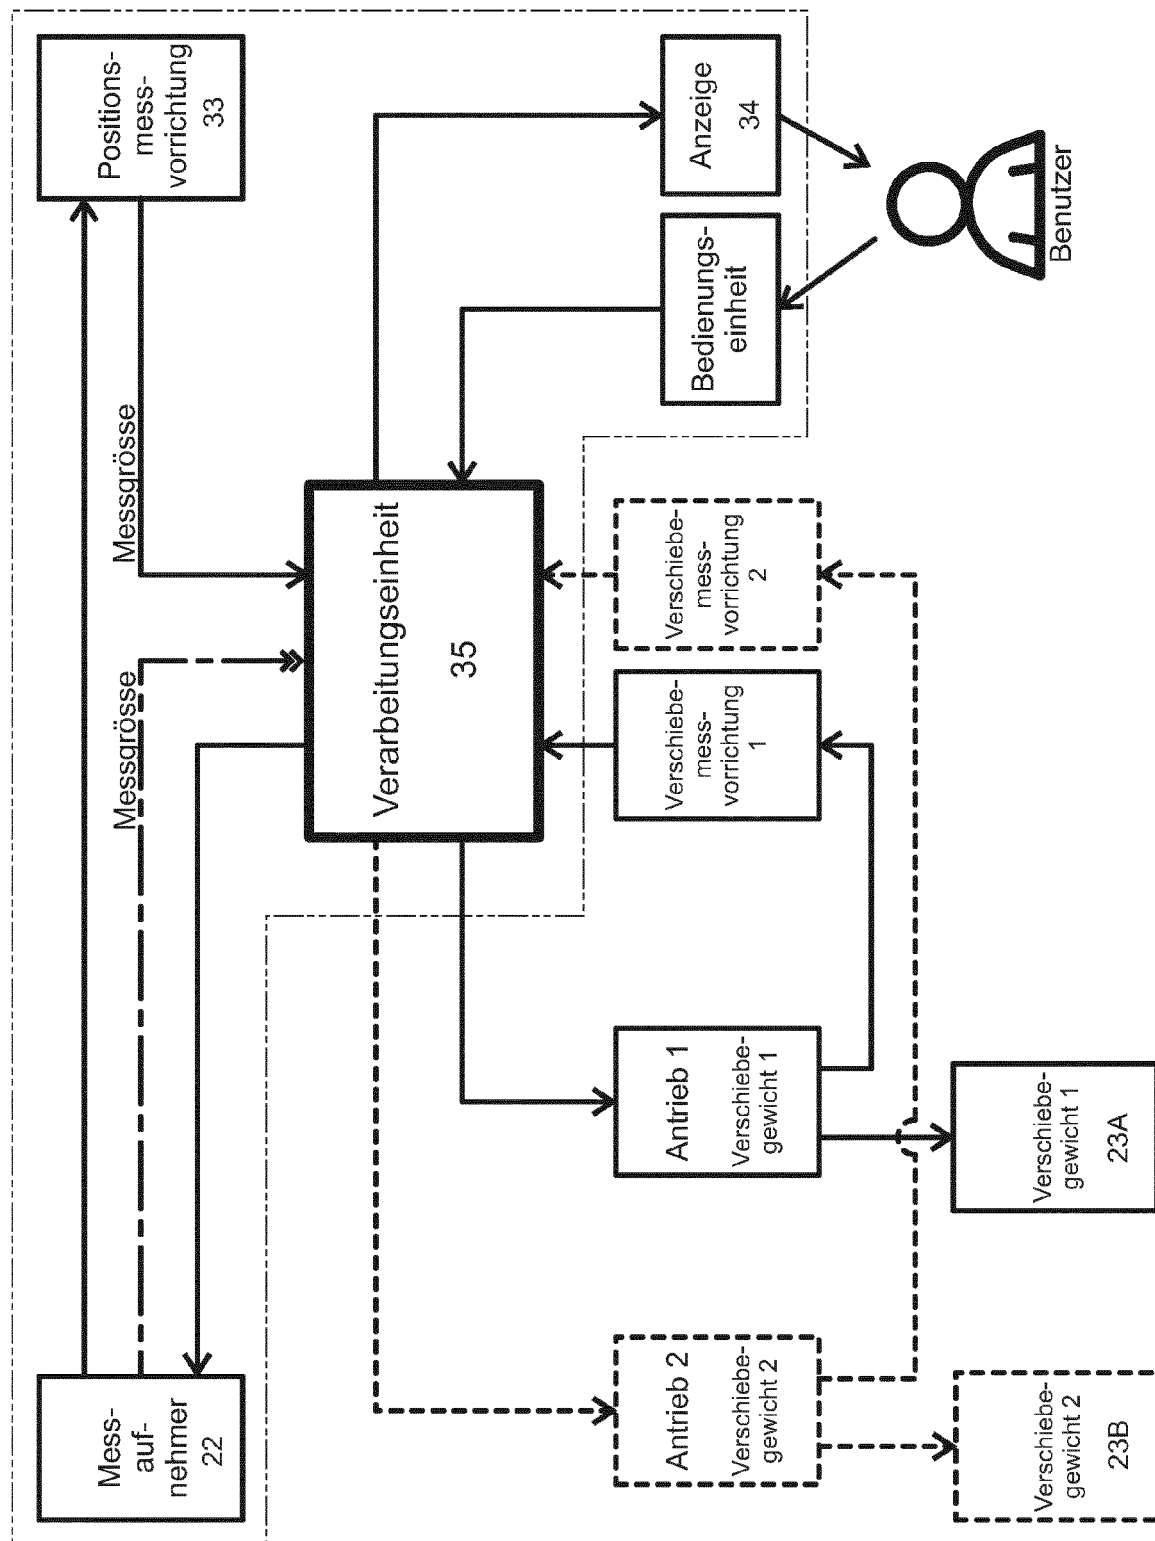 Mess-
auf-
nehmer
22
Messgrösse
Messgrösse
Positions-
mess-
vorrichtung
33
Verarbeitungseinheit
35
Anzeige
34
Bedienungs-
einheit
Benutzer
Antrieb 2
Verschiebe-
gewicht 2
Antrieb 1
Verschiebe-
gewicht 1
Verschiebe-
mess-
vorrichtung
1
Verschiebe-
mess-
vorrichtung
2
Verschiebe-
gewicht 2
23B
Verschiebe-
gewicht 1
23A